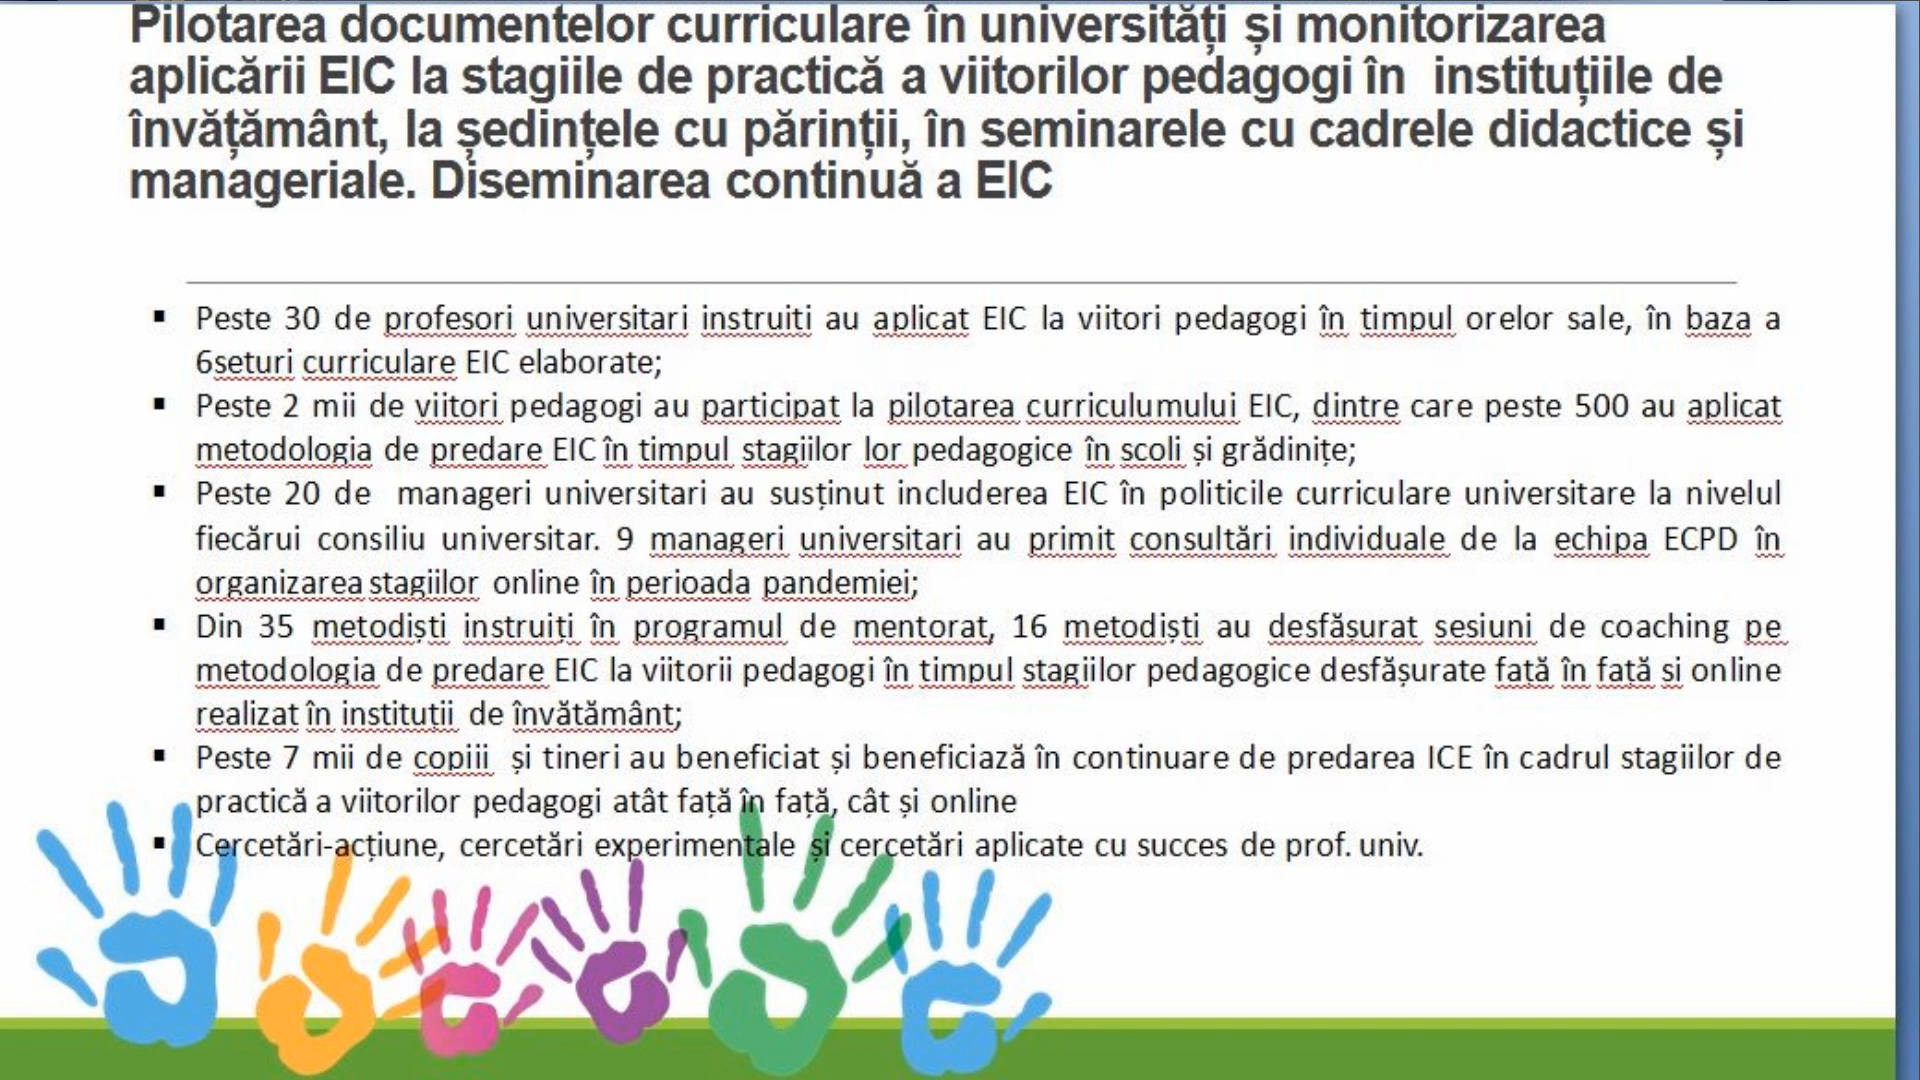 Pilotarea documentelor curriculare în universități și monitorizarea
aplicării EIC la stagiile de practică a viitorilor pedagogi în instituțiile de
învățământ, la ședințele cu părinții, în seminarele cu cadrele didactice și
manageriale. Diseminarea continuă a EIC
▪ Peste 30 de profesori universitari instruiti au aplicat EIC la viitori pedagogi în timpul orelor sale, în baza a
6seturi curriculare EIC elaborate;
▪ Peste 2 mii de viitori pedagogi au participat la pilotarea curriculumului EIC, dintre care peste 500 au aplicat
metodologia de predare EIC în timpul stagiilor lor pedagogice în scoli și grădinițe;
▪ Peste 20 de manageri universitari au susținut includerea EIC în politicile curriculare universitare la nivelul
fiecărui consiliu universitar. 9 manageri universitari au primit consultări individuale de la echipa ECPD în
organizarea stagiilor online în perioada pandemiei;
▪ Din 35 metodiști instruiți în programul de mentorat, 16 metodiști au desfăsurat sesiuni de coaching pe
metodologia de predare EIC la viitorii pedagogi în timpul stagiilor pedagogice desfășurate față în față si online
realizat în instituții de învătământ;
▪ Peste 7 mii de copiii și tineri au beneficiat și beneficiază în continuare de predarea ICE în cadrul stagiilor de
practică a viitorilor pedagogi atât față în față, cât și online
▪ Cercetări-acțiune, cercetări experimentale și cercetări aplicate cu succes de prof. univ.